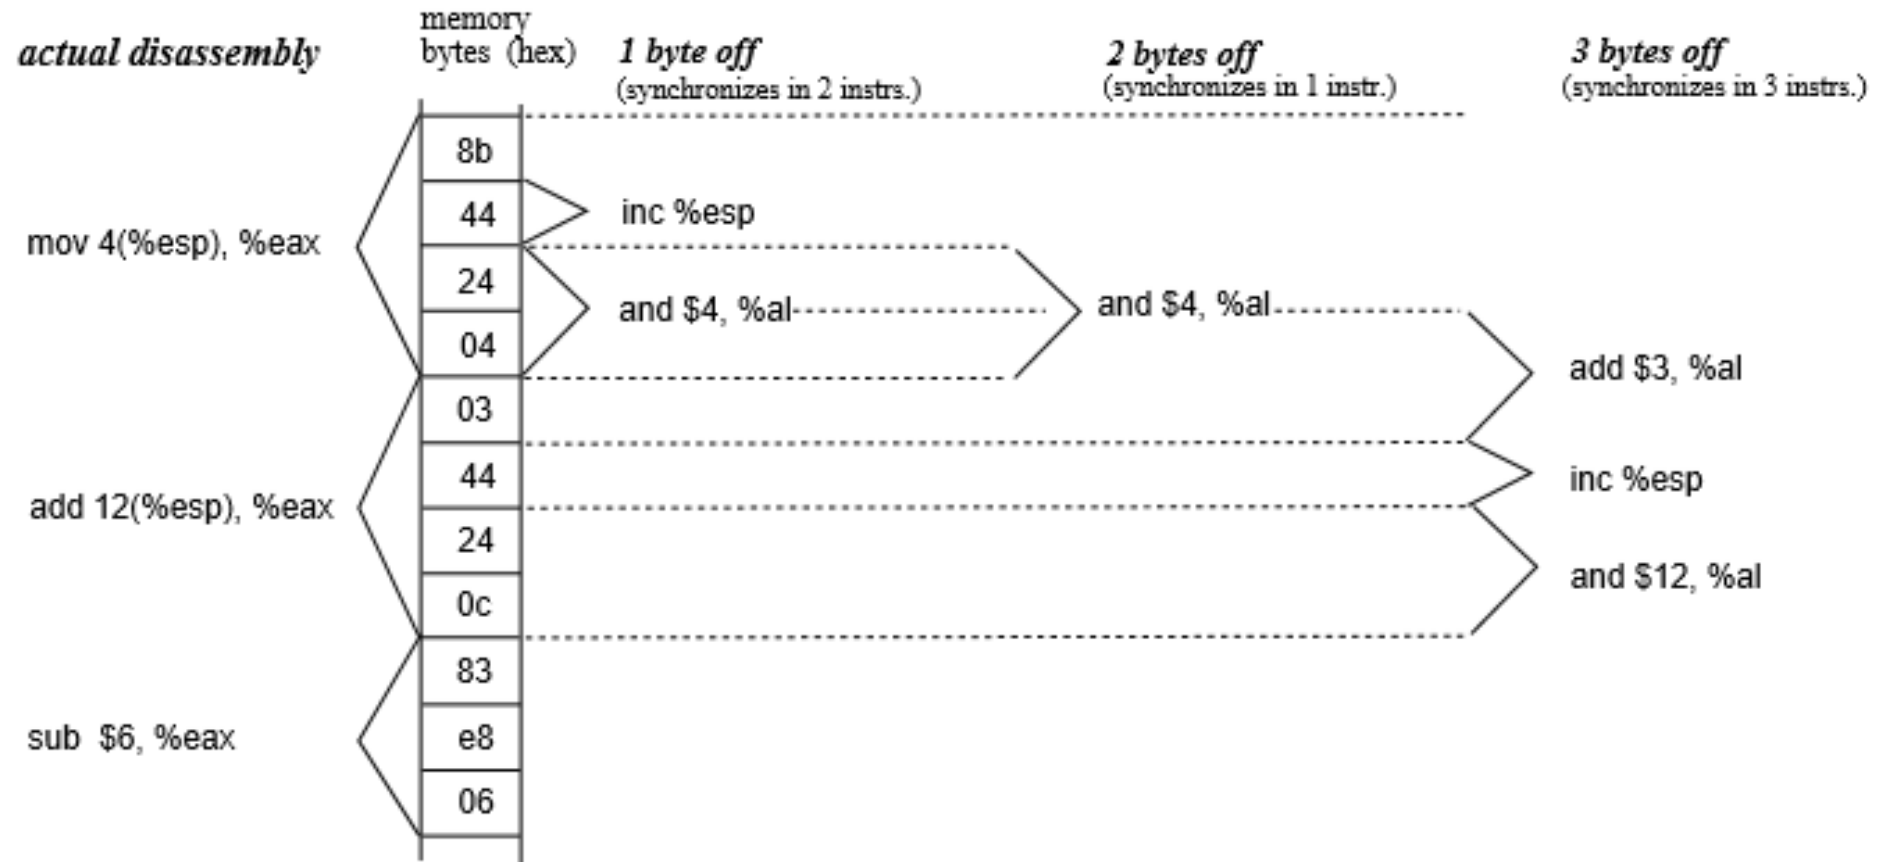 actual disassembly
memory
bytes (hex)
1 byte off
(synchronizes in 2 instrs.)
2 bytes off
(synchronizes in 1 instr.)
3 bytes off
(synchronizes in 3 instrs.)
8b
44
inc %esp
mov 4(%esp), %eax
24
and $4, %al
and $4, %al
04
add $3, %al
03
44
inc %esp
add 12(%esp), %eax
24
and $12, %al
0c
83
sub $6, %eax
e8
06